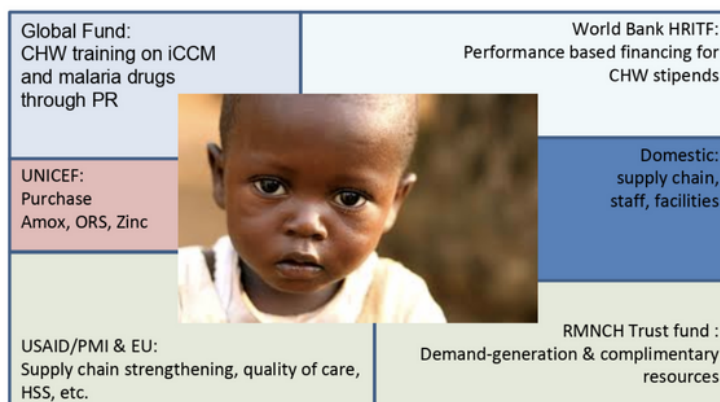 Global Fund:
CHW training on iCCM
and malaria drugs
through PR
World Bank HRITF:
Performance based financing for
CHW stipends
UNICEF:
Purchase
Amox, ORS, Zinc
Domestic:
supply chain,
staff, facilities
USAID/PMI & EU:
Supply chain strengthening, quality of care,
HSS, etc.
RMNCH Trust fund :
Demand-generation & complimentary
resources